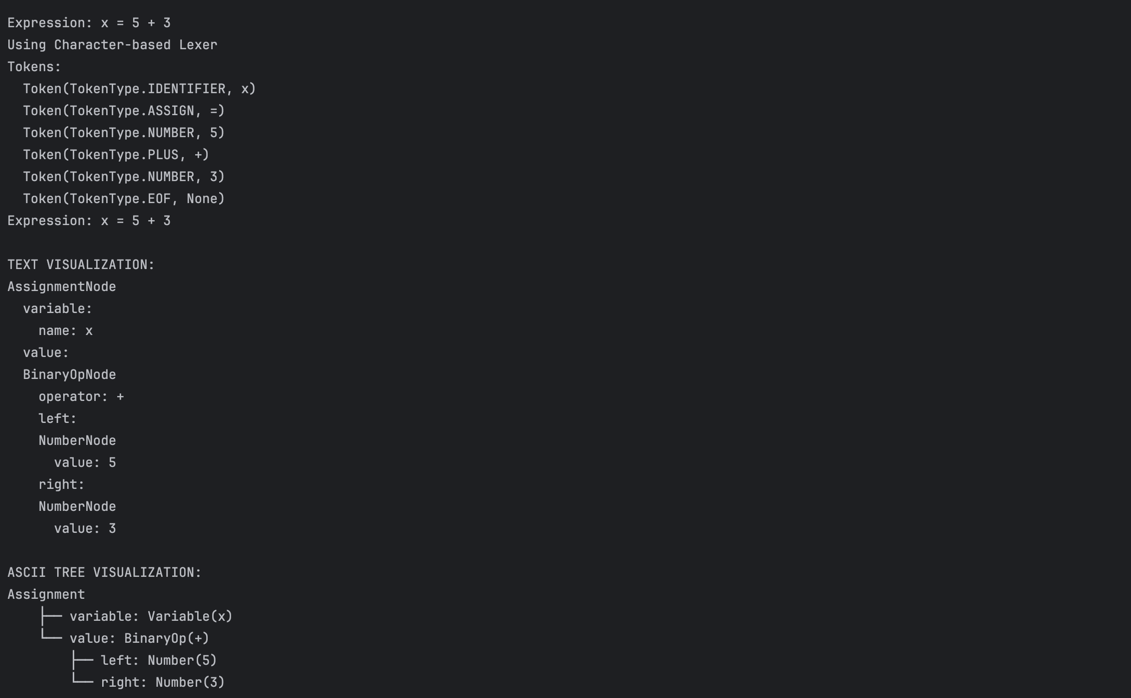 Expression: x = 5 + 3
Using Character-based Lexer
Tokens:
  Token(TokenType.IDENTIFIER, x)
  Token(TokenType.ASSIGN, =)
  Token(TokenType.NUMBER, 5)
  Token(TokenType.PLUS, +)
  Token(TokenType.NUMBER, 3)
  Token(TokenType.EOF, None)
Expression: x = 5 + 3

TEXT VISUALIZATION:
AssignmentNode
  variable:
    name: x
  value:
  BinaryOpNode
    operator: +
    left:
    NumberNode
      value: 5
    right:
    NumberNode
      value: 3

ASCII TREE VISUALIZATION:
Assignment
    ├── variable: Variable(x)
    └── value: BinaryOp(+)
        ├── left: Number(5)
        └── right: Number(3)